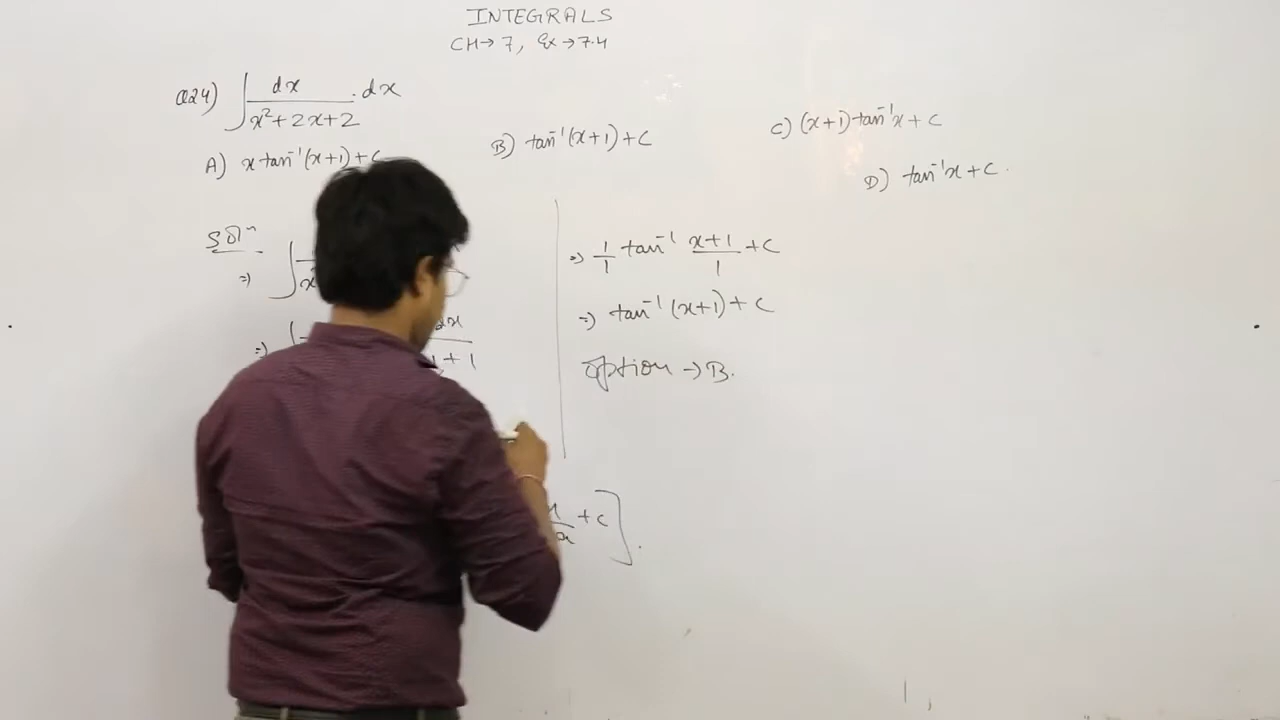 INTEGRALS
CH→7, Ex→7.4
Q24) ∫ dx / x²+2x+2 . dx
A) x tan⁻¹(x+1)+C
B) tan⁻¹(x+1)+C
C) (x+1)tan⁻¹x+C
D) tan⁻¹x+C.
Solⁿ
⇒ ∫
⇒ ∫
+1
⇒ 1/1 tan⁻¹ x+1/1 +C
⇒ tan⁻¹(x+1)+C
option → B.
+C].